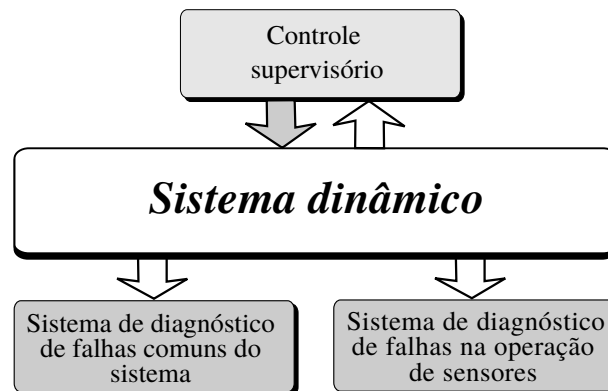 Controle
supervisório
Sistema dinâmico
Sistema de diagnóstico
de falhas comuns do
sistema
Sistema de diagnóstico
de falhas na operação
de sensores